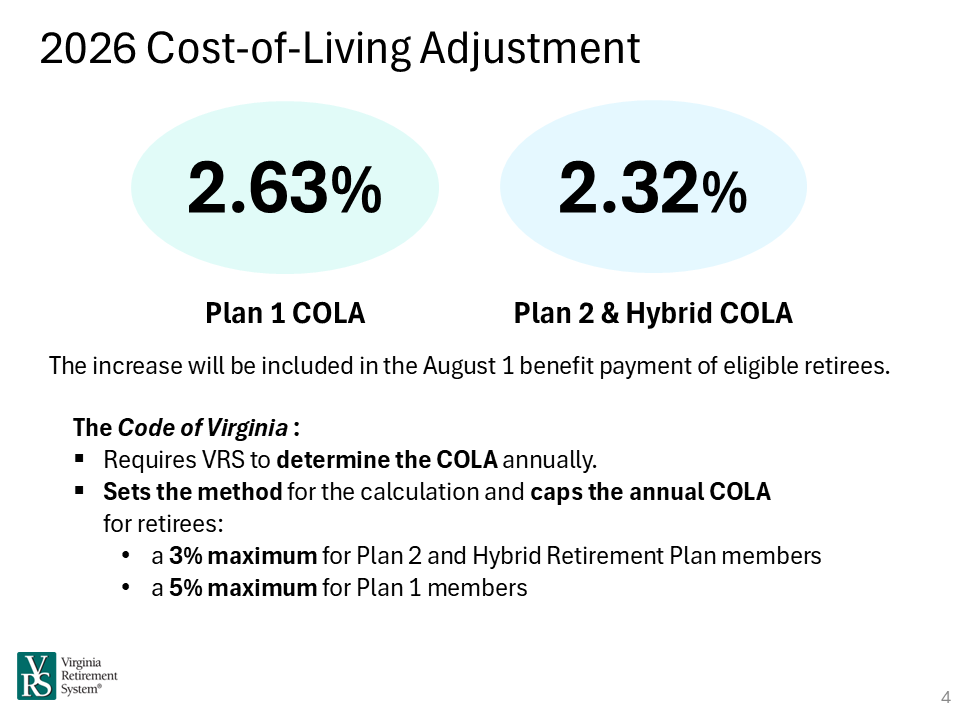 2026 Cost-of-Living Adjustment
2.63%
2.32%
Plan 1 COLA
Plan 2 & Hybrid COLA
The increase will be included in the August 1 benefit payment of eligible retirees.
The Code of Virginia :
▪ Requires VRS to determine the COLA annually.
▪ Sets the method for the calculation and caps the annual COLA
for retirees:
• a 3% maximum for Plan 2 and Hybrid Retirement Plan members
• a 5% maximum for Plan 1 members
VRS
Virginia
Retirement
System®
4